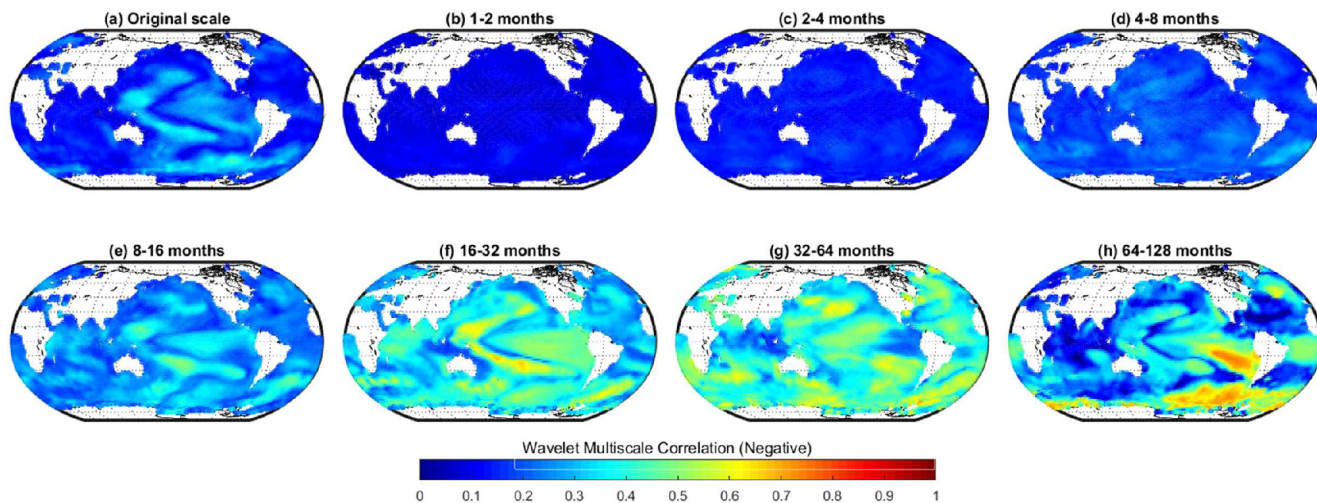 (a) Original scale
(b) 1-2 months
(c) 2-4 months
(d) 4-8 months
(e) 8-16 months
(f) 16-32 months
(g) 32-64 months
(h) 64-128 months
Wavelet Multiscale Correlation (Negative)
0 0.1 0.2 0.3 0.4 0.5 0.6 0.7 0.8 0.9 1